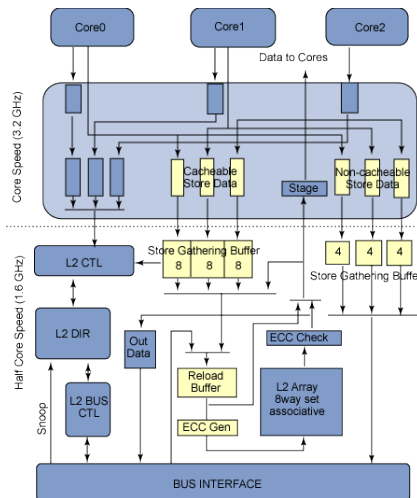 Core0
Core1
Core2
Data to Cores
Core Speed (3.2 GHz)
Cacheable
Store Data
Stage
Non-cacheable
Store Data
Half Core Speed (1.6 GHz)
L2 CTL
Store Gathering Buffer
8
8
8
4
4
4
Store Gathering Buffe
L2 DIR
Out
Data
ECC Check
Reload
Buffer
L2 Array
8way set
associative
Snoop
L2 BUS
CTL
ECC Gen
BUS INTERFACE